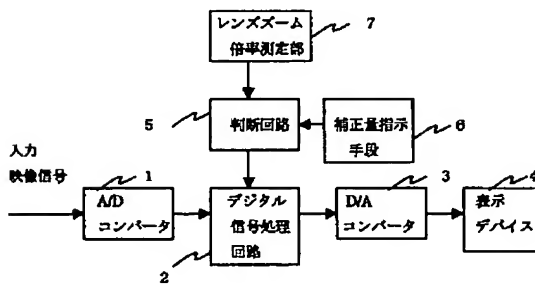 レンズズーム
倍率測定部
7
5
判断回路
補正量指示
手段
6
入力
映像信号
1
A/D
コンバータ
デジタル
信号処理
回路
2
3
D/A
コンバータ
4
表示
デバイス